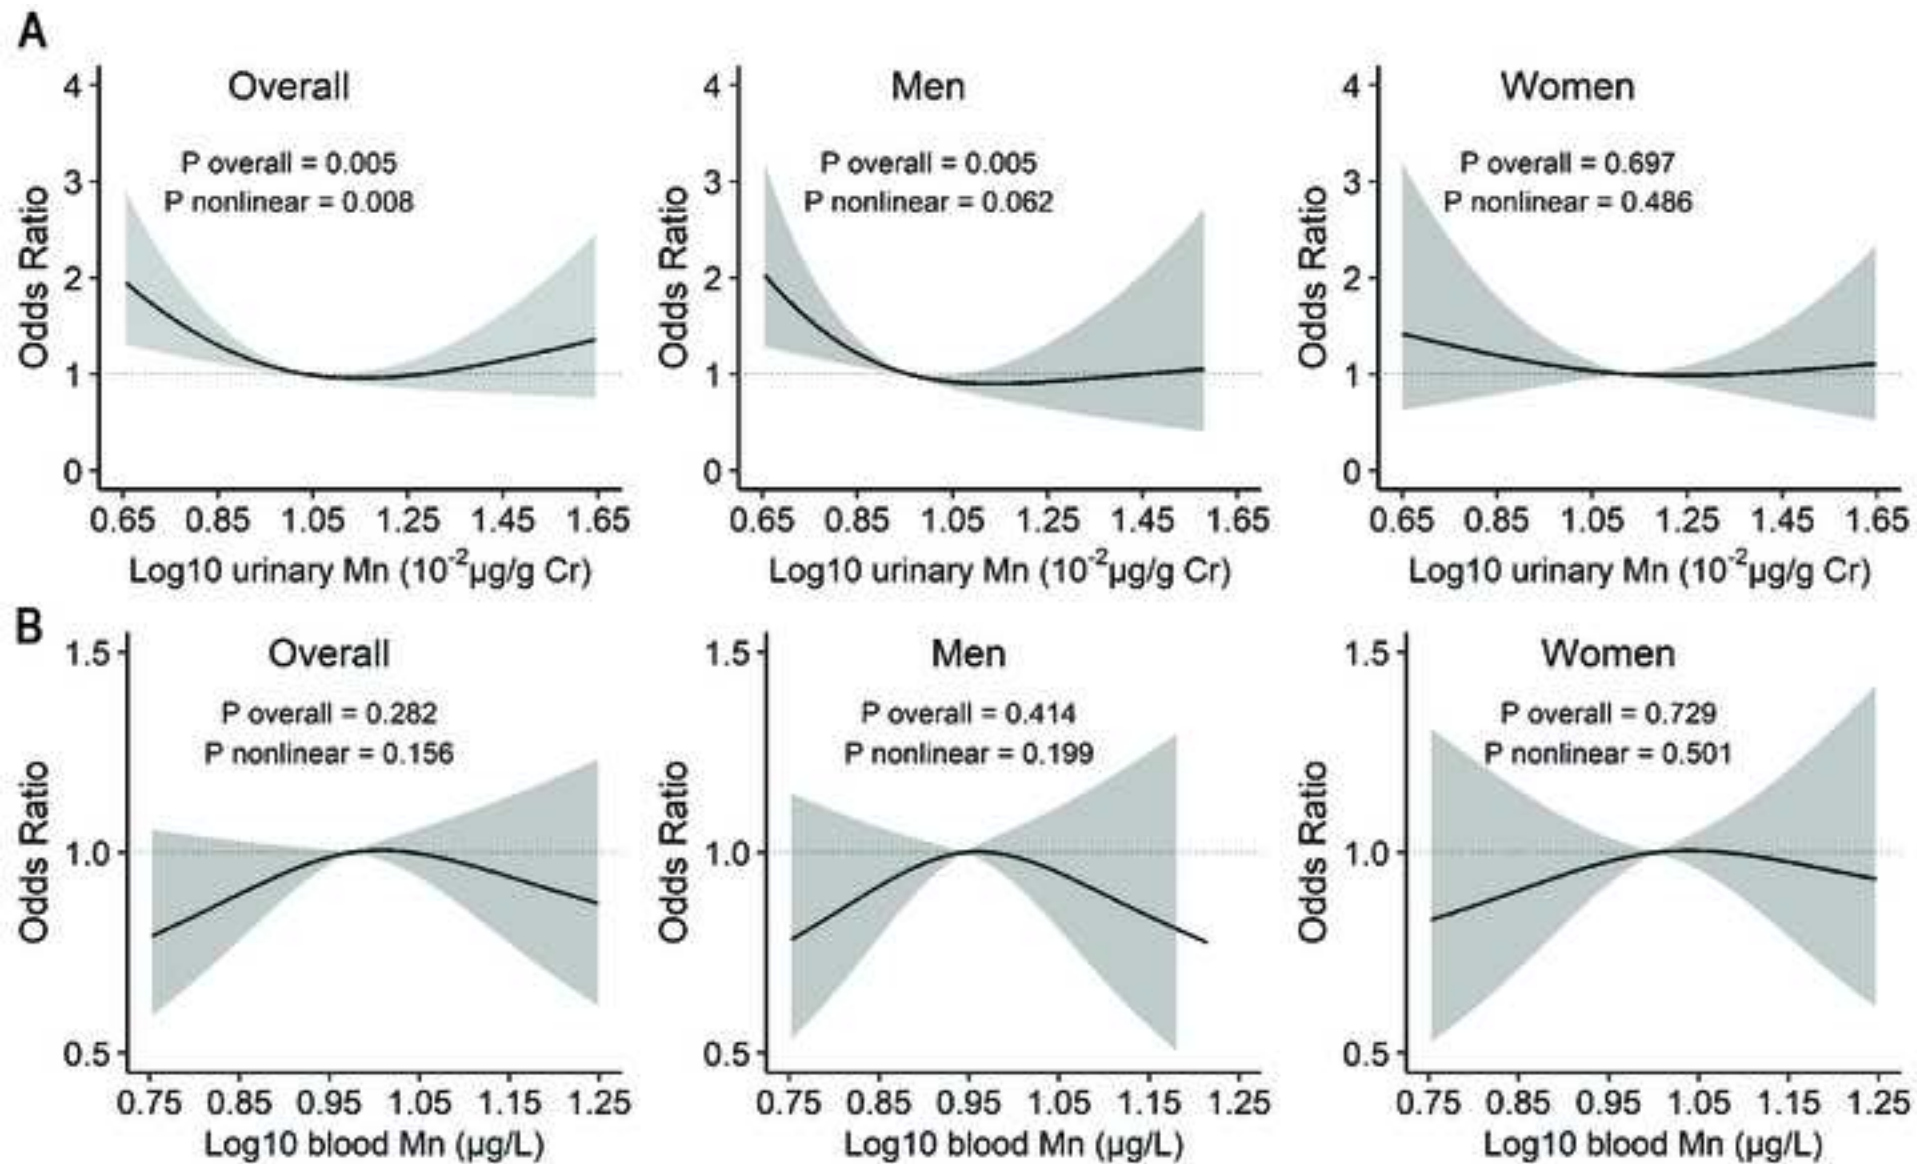 A
Overall
P overall = 0.005
P nonlinear = 0.008
Odds Ratio
4
3
2
1
0
0.65 0.85 1.05 1.25 1.45 1.65
Log10 urinary Mn (10⁻²µg/g Cr)
Men
P overall = 0.005
P nonlinear = 0.062
Odds Ratio
4
3
2
1
0
0.65 0.85 1.05 1.25 1.45 1.65
Log10 urinary Mn (10⁻²µg/g Cr)
Women
P overall = 0.697
P nonlinear = 0.486
Odds Ratio
4
3
2
1
0
0.65 0.85 1.05 1.25 1.45 1.65
Log10 urinary Mn (10⁻²µg/g Cr)
B
Overall
P overall = 0.282
P nonlinear = 0.156
Odds Ratio
1.5
1.0
0.5
0.75 0.85 0.95 1.05 1.15 1.25
Log10 blood Mn (µg/L)
Men
P overall = 0.414
P nonlinear = 0.199
Odds Ratio
1.5
1.0
0.5
0.75 0.85 0.95 1.05 1.15 1.25
Log10 blood Mn (µg/L)
Women
P overall = 0.729
P nonlinear = 0.501
Odds Ratio
1.5
1.0
0.5
0.75 0.85 0.95 1.05 1.15 1.25
Log10 blood Mn (µg/L)